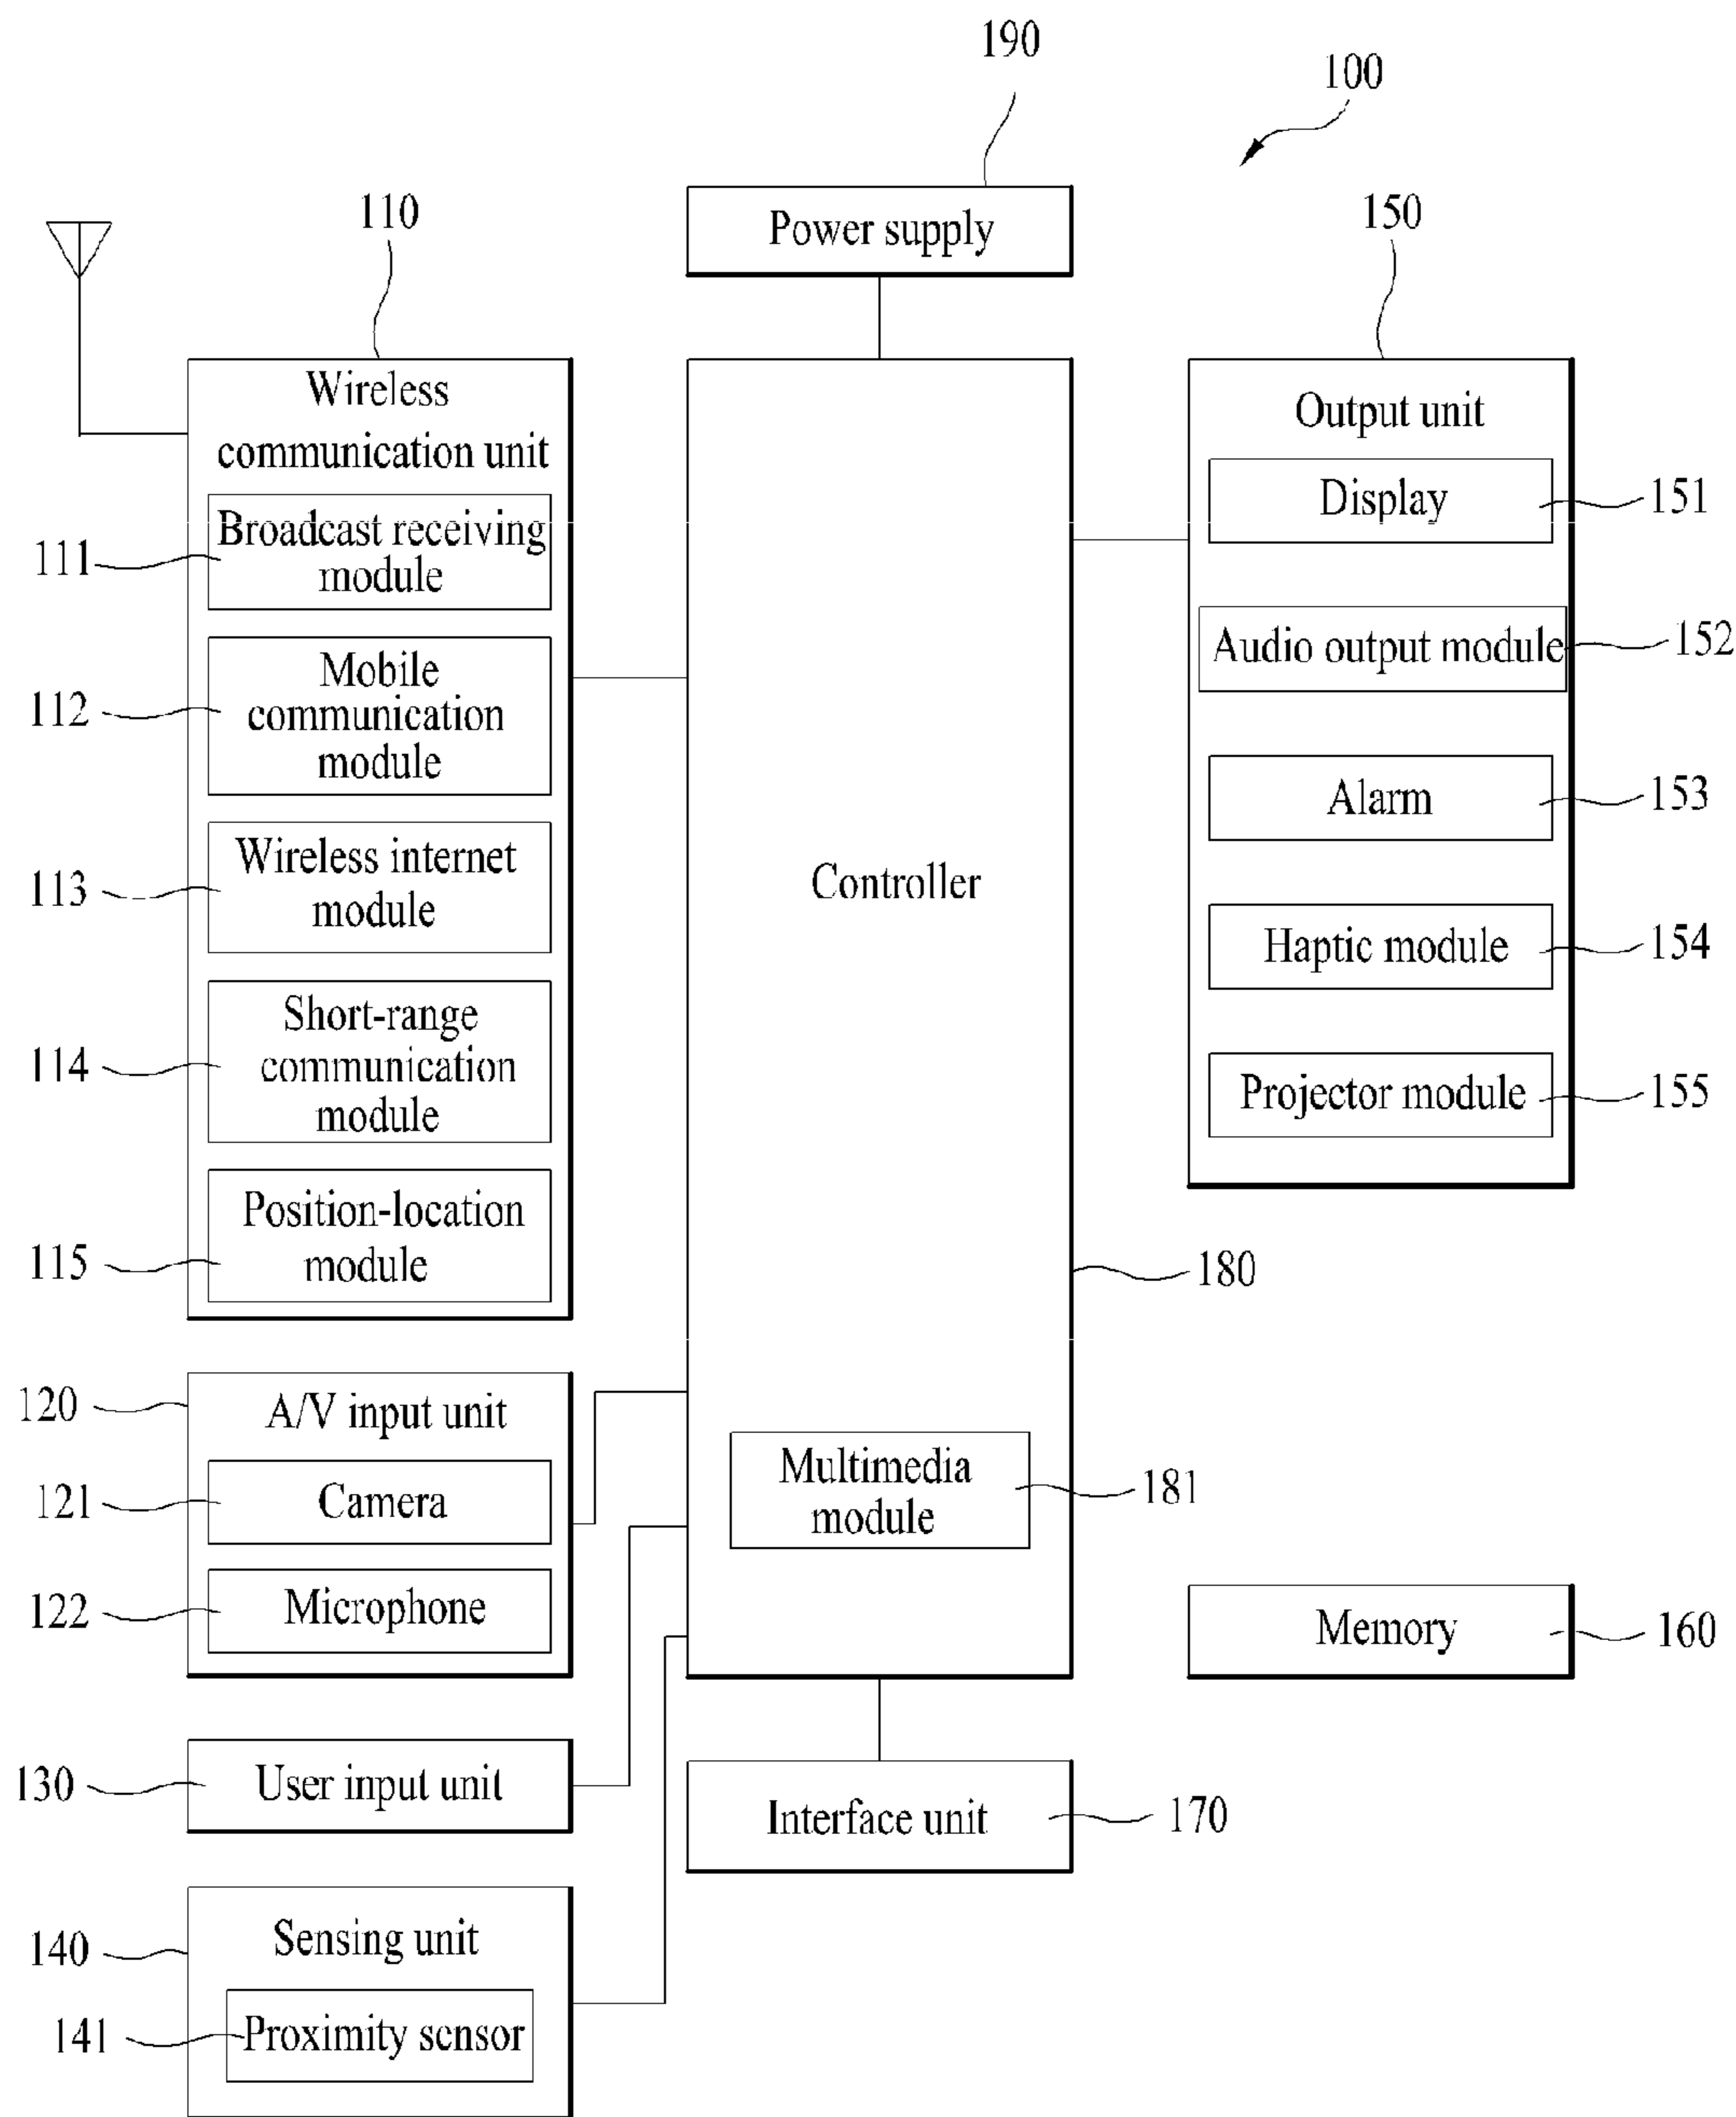 190
100
110
Power supply
150
Wireless
communication unit
Output unit
Display
151
Broadcast receiving
module
111
Audio output module
152
Mobile
communication
module
112
Alarm
153
Wireless internet
module
113
Controller
Haptic module
154
Short-range
communication
module
114
Projector module
155
Position-location
module
115
180
120
A/V input unit
121
Camera
Multimedia
module
181
122
Microphone
Memory
160
130
User input unit
Interface unit
170
140
Sensing unit
141
Proximity sensor